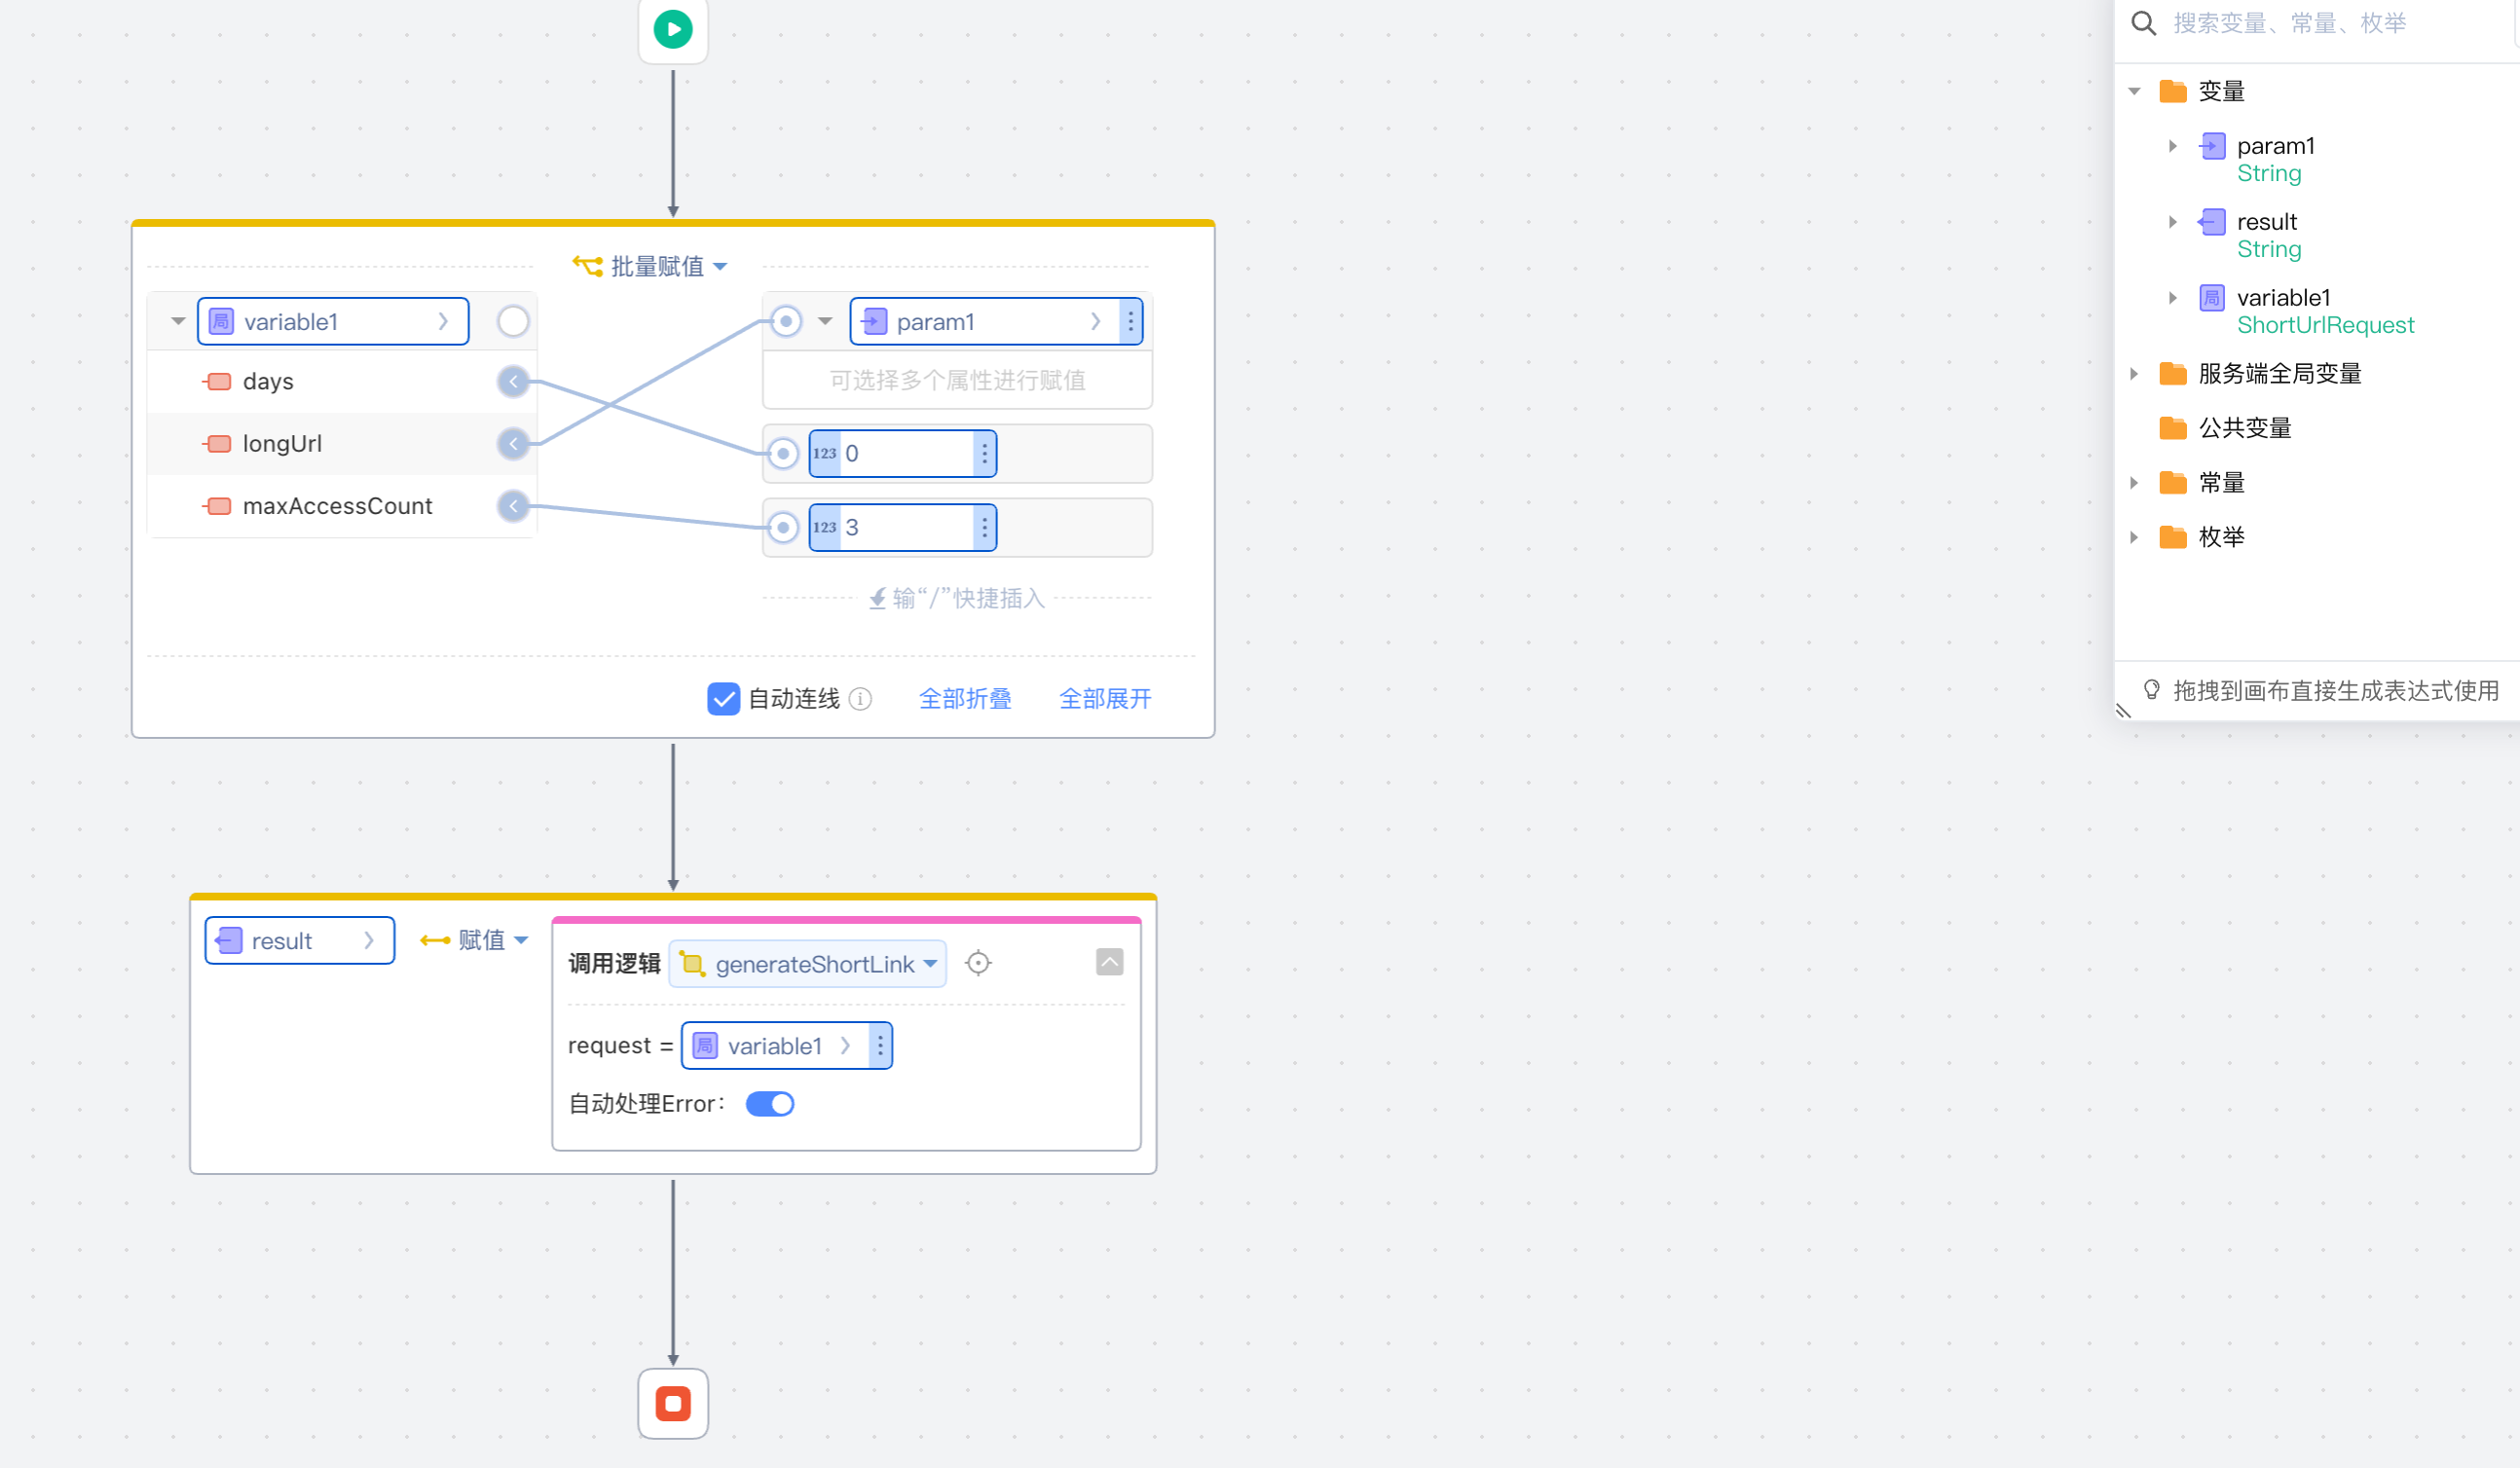 批量赋值
局 variable1
param1
days
可选择多个属性进行赋值
longUrl
123 0
maxAccessCount
123 3
输“/”快捷插入
自动连线
全部折叠
全部展开
result
赋值
调用逻辑
generateShortLink
request =
局 variable1
自动处理Error：
搜索变量、常量、枚举
变量
param1
String
result
String
局 variable1
ShortUrlRequest
服务端全局变量
公共变量
常量
枚举
拖拽到画布直接生成表达式使用